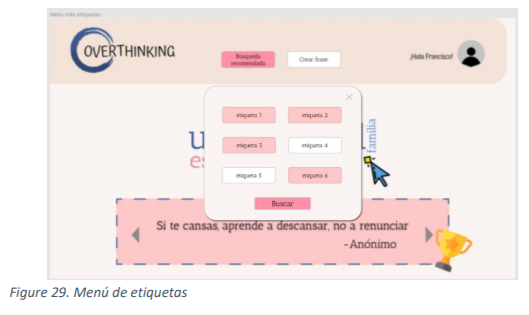 Menu más etiquetas
OVERTHINKING
Búsqueda
recomendada
Crear frase
¡Hola Francisco!
etiqueta 1
etiqueta 2
etiqueta 3
etiqueta 4
etiqueta 5
etiqueta 6
familia
Buscar
Si te cansas, aprende a descansar, no a renunciar
-Anónimo
Figure 29. Menú de etiquetas